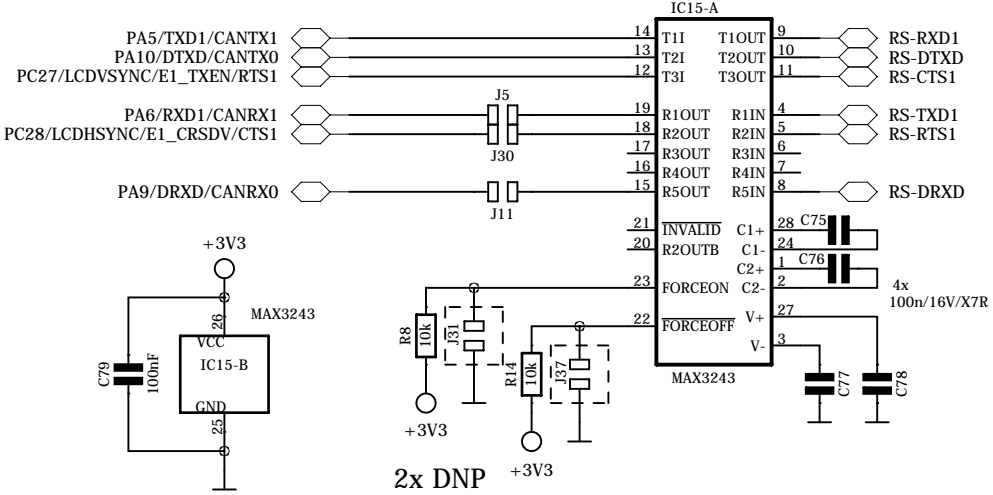 IC15-A
PA5/TXD1/CANTX1 14 T1I T1OUT 9 RS-RXD1
PA10/DTXD/CANTX0 13 T2I T2OUT 10 RS-DTXD
PC27/LCDVSYNC/E1_TXEN/RTS1 12 T3I T3OUT 11 RS-CTS1
J5
PA6/RXD1/CANRX1 19 R1OUT R1IN 4 RS-TXD1
PC28/LCDHSYNC/E1_CRSDV/CTS1 18 R2OUT R2IN 5 RS-RTS1
J30
17 R3OUT R3IN 6
16 R4OUT R4IN 7
PA9/DRXD/CANRX0 15 R5OUT R5IN 8 RS-DRXD
J11
21 INVALID C1+ 28 C75
20 R2OUTB C1- 24
C2+ 1 C76
23 FORCEON C2- 2
4x
100n/16V/X7R
22 FORCEOFF V+ 27
V- 3
MAX3243
C77
C78
+3V3
26
MAX3243
VCC
IC15-B
GND
25
C79
100nF
R8
10k
J31
+3V3
R14
10k
J37
+3V3
2x DNP